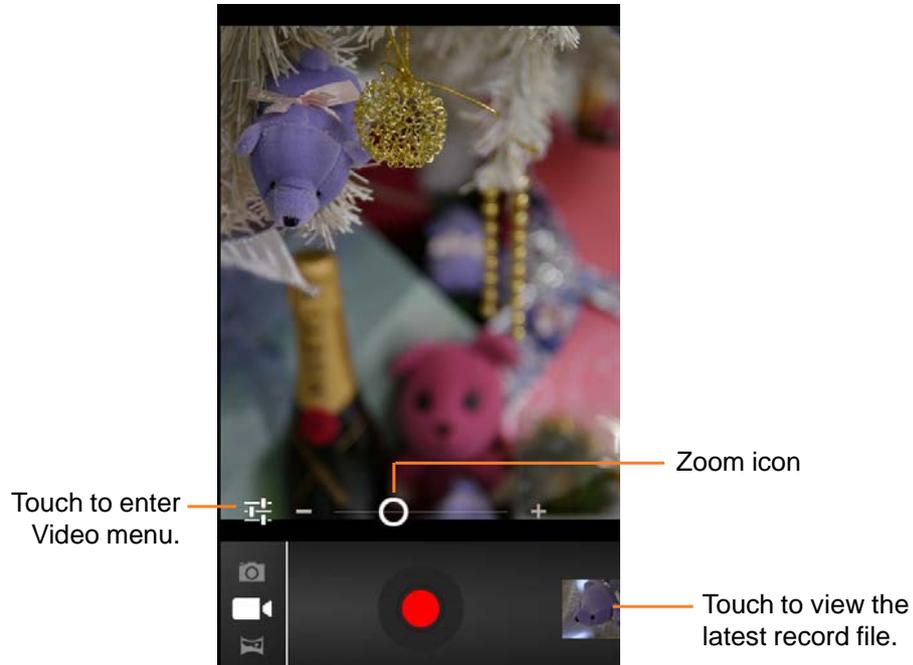 Zoom icon
Touch to enter
Video menu.
Touch to view the
latest record file.